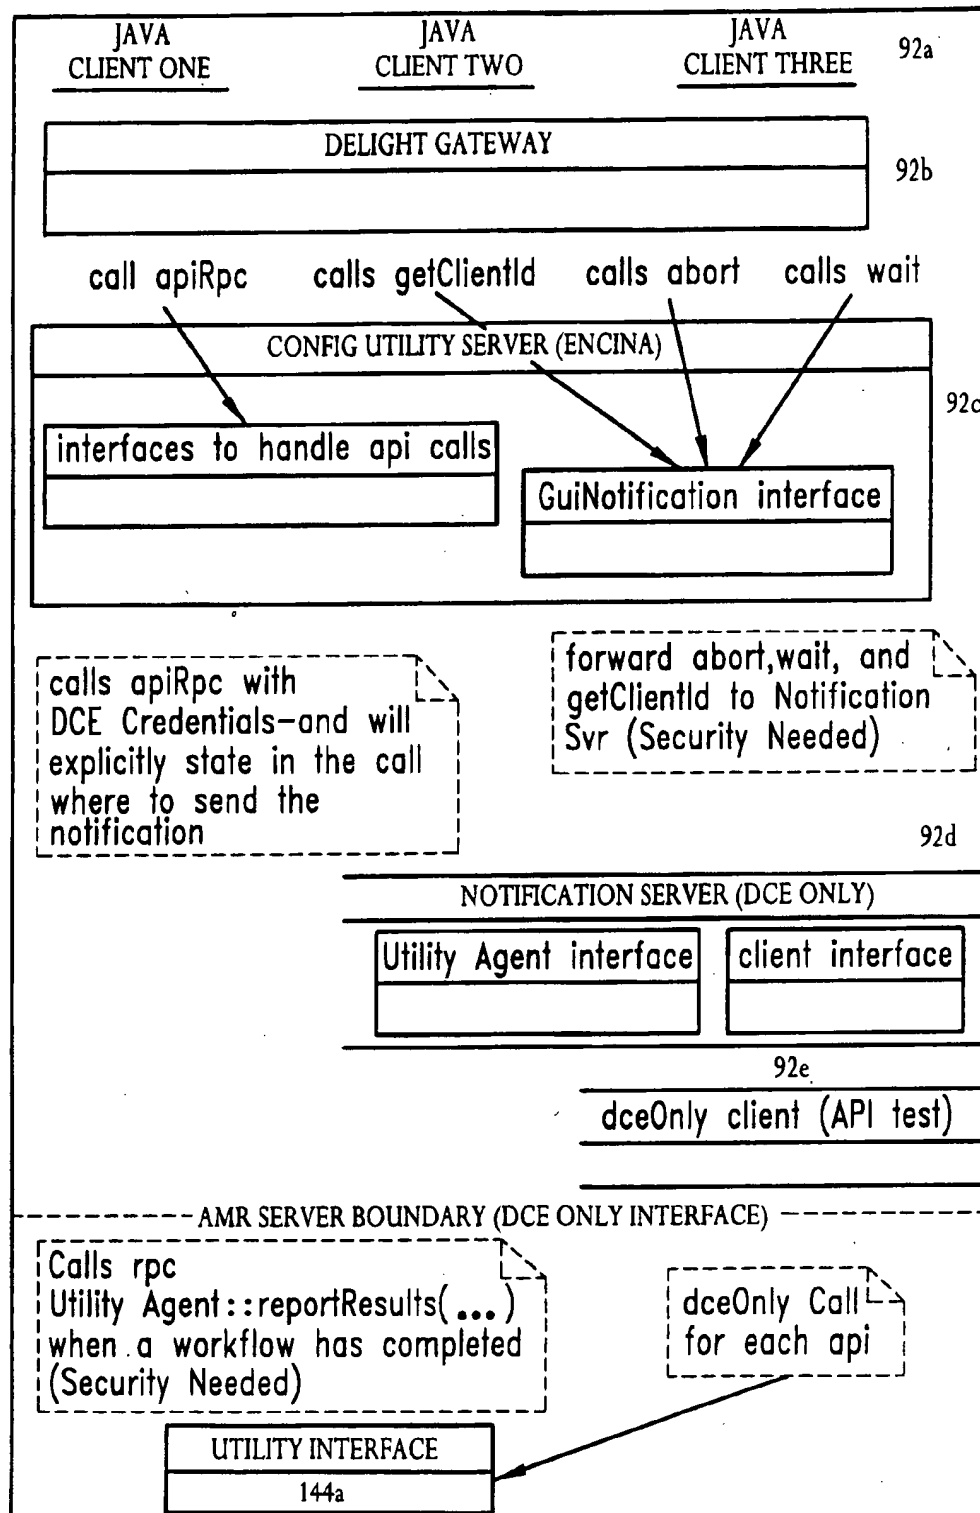 JAVA
CLIENT ONE
JAVA
CLIENT TWO
JAVA
CLIENT THREE
92a
DELIGHT GATEWAY
92b
call apiRpc
calls getClientId
calls abort
calls wait
CONFIG UTILITY SERVER (ENCINA)
92c
interfaces to handle api calls
GuiNotification interface
calls apiRpc with
DCE Credentials-and will
explicitly state in the call
where to send the
notification
forward abort,wait, and
getClientId to Notification
Svr (Security Needed)
92d
NOTIFICATION SERVER (DCE ONLY)
Utility Agent interface
client interface
92e
dceOnly client (API test)
AMR SERVER BOUNDARY (DCE ONLY INTERFACE)
Calls rpc
Utility Agent::reportResults(...)
when a workflow has completed
(Security Needed)
dceOnly Call
for each api
UTILITY INTERFACE
144a